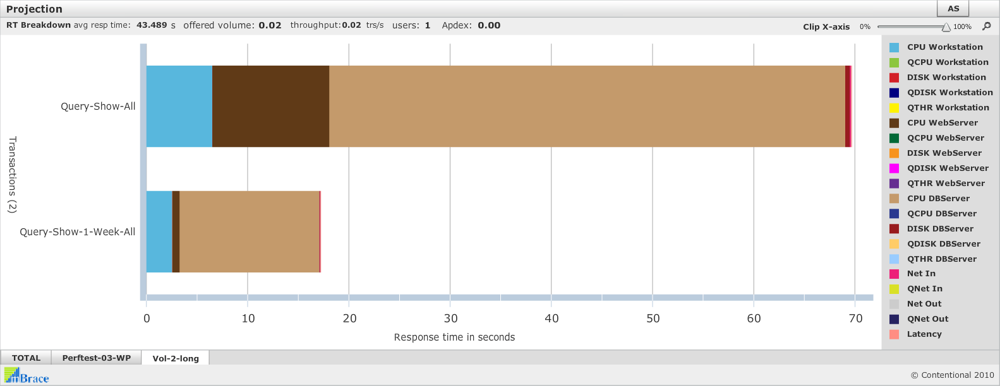 Projection
AS
RT Breakdown avg resp time: 43.489 s offered volume: 0.02 throughput:0.02 trs/s users: 1 Apdex: 0.00
Clip X-axis 0% 100%
Transactions (2)
Query-Show-All
Query-Show-1-Week-All
0 10 20 30 40 50 60 70
Response time in seconds
CPU Workstation
QCPU Workstation
DISK Workstation
QDISK Workstation
QTHR Workstation
CPU WebServer
QCPU WebServer
DISK WebServer
QDISK WebServer
QTHR WebServer
CPU DBServer
QCPU DBServer
DISK DBServer
QDISK DBServer
QTHR DBServer
Net In
QNet In
Net Out
QNet Out
Latency
TOTAL Perftest-03-WP Vol-2-long
Brace
© Contentional 2010